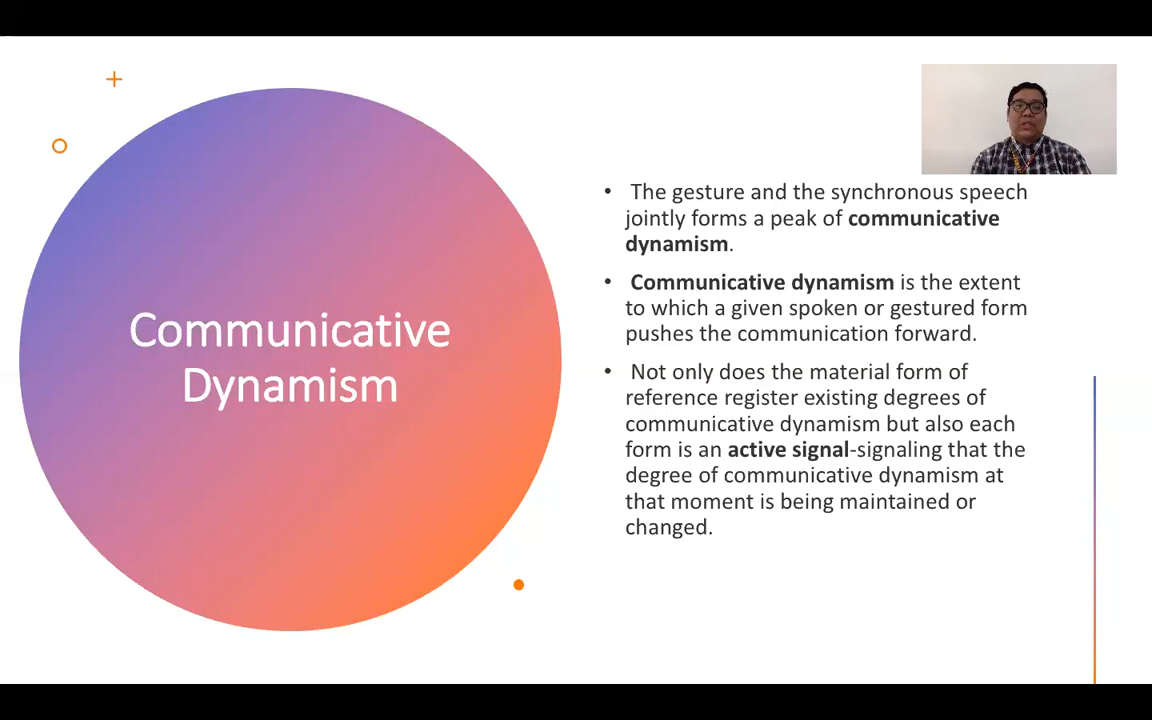 Communicative
Dynamism
• The gesture and the synchronous speech
jointly forms a peak of communicative
dynamism.
• Communicative dynamism is the extent
to which a given spoken or gestured form
pushes the communication forward.
• Not only does the material form of
reference register existing degrees of
communicative dynamism but also each
form is an active signal-signaling that the
degree of communicative dynamism at
that moment is being maintained or
changed.